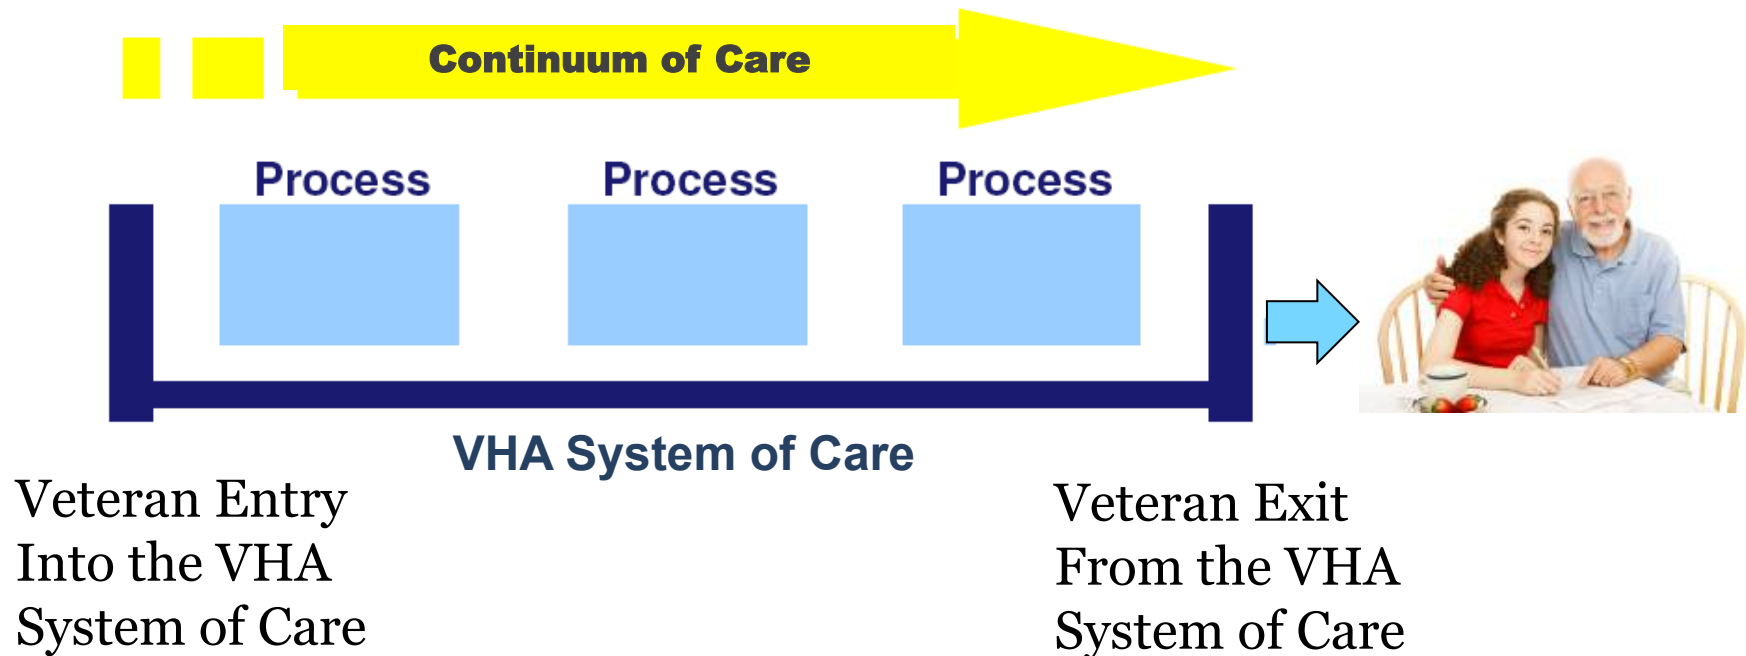 Continuum of Care
Process
Process
Process
VHA System of Care
Veteran Entry
Into the VHA
System of Care
Veteran Exit
From the VHA
System of Care